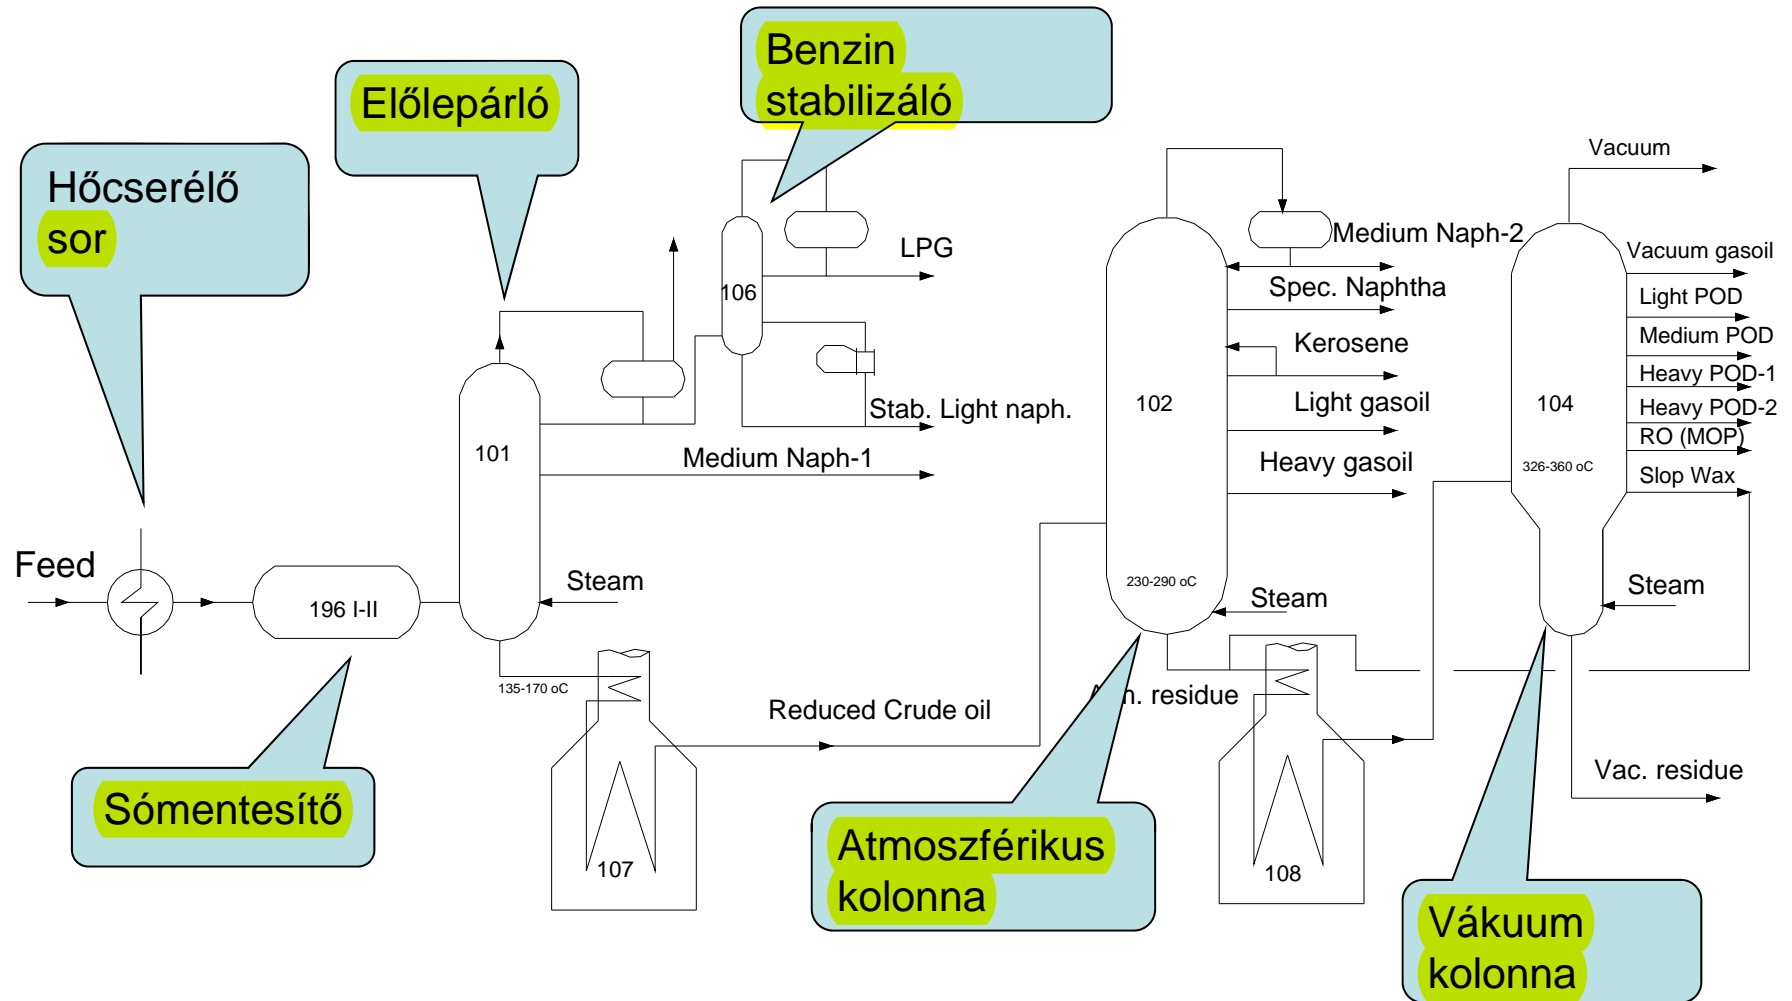 Benzin
stabilizáló
Előlepárló
Hőcserélő
sor
Vacuum
Medium Naph-2
LPG
Vacuum gasoil
Spec. Naphtha
Light POD
106
Kerosene
Medium POD
Heavy POD-1
Stab. Light naph.
102
Light gasoil
104
Heavy POD-2
RO (MOP)
101
Medium Naph-1
Heavy gasoil
326-360 oC
Slop Wax
Feed
Steam
230-290 oC
Steam
Steam
196 I-II
135-170 oC
Reduced Crude oil
residue
Vac. residue
Sómentesítő
107
Atmoszférikus
kolonna
108
Vákuum
kolonna